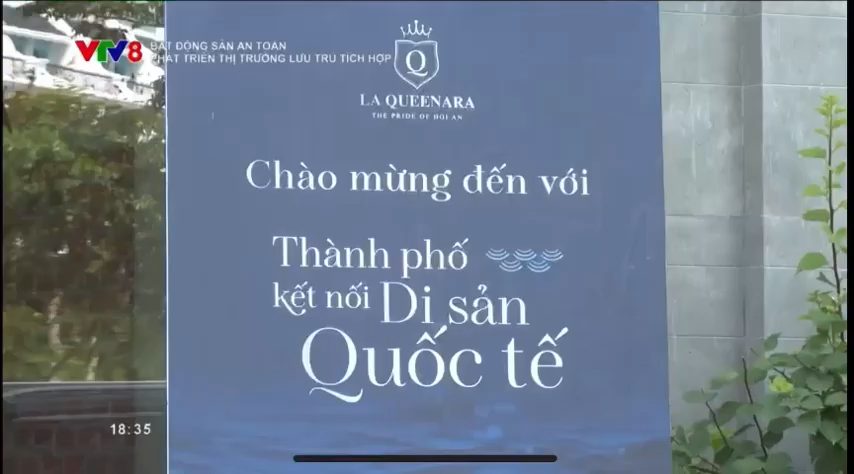 VTV8
BẤT ĐỘNG SẢN AN TOÀN
PHÁT TRIỂN THỊ TRƯỜNG LƯU TRÚ TÍCH HỢP
Q
LA QUEENARA
THE PRIDE OF HOI AN
Chào mừng đến với
Thành phố
kết nối Di sản
Quốc tế
18:35